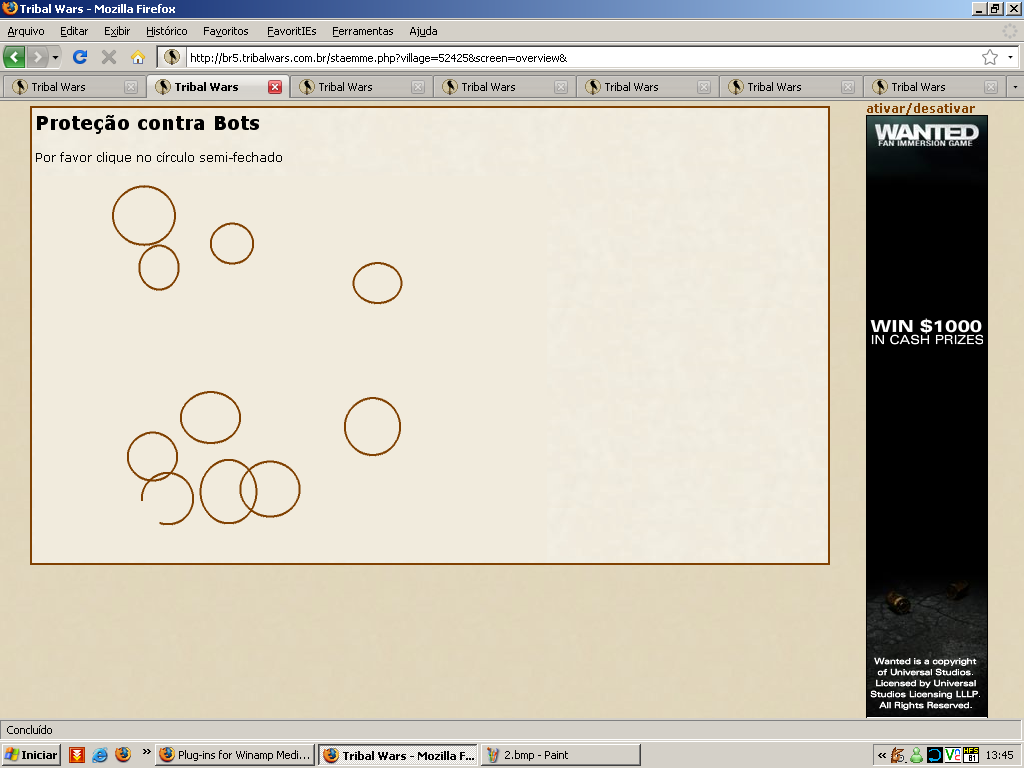 Tribal Wars - Mozilla Firefox
Arquivo Editar Exibir Histórico Favoritos FavoritIEs Ferramentas Ajuda
http://br5.tribalwars.com.br/staemme.php?village=52425&screen=overview&
Tribal Wars Tribal Wars Tribal Wars Tribal Wars Tribal Wars Tribal Wars Tribal Wars
Proteção contra Bots
Por favor clique no círculo semi-fechado
ativar/desativar
WANTED
FAN IMMERSION GAME
WIN $1000
IN CASH PRIZES
Wanted is a copyright
of Universal Studios.
Licensed by Universal
Studios Licensing LLLP.
All Rights Reserved.
Concluído
Iniciar » Plug-ins for Winamp Medi... Tribal Wars - Mozilla F... 2.bmp - Paint « HFS 81 13:45